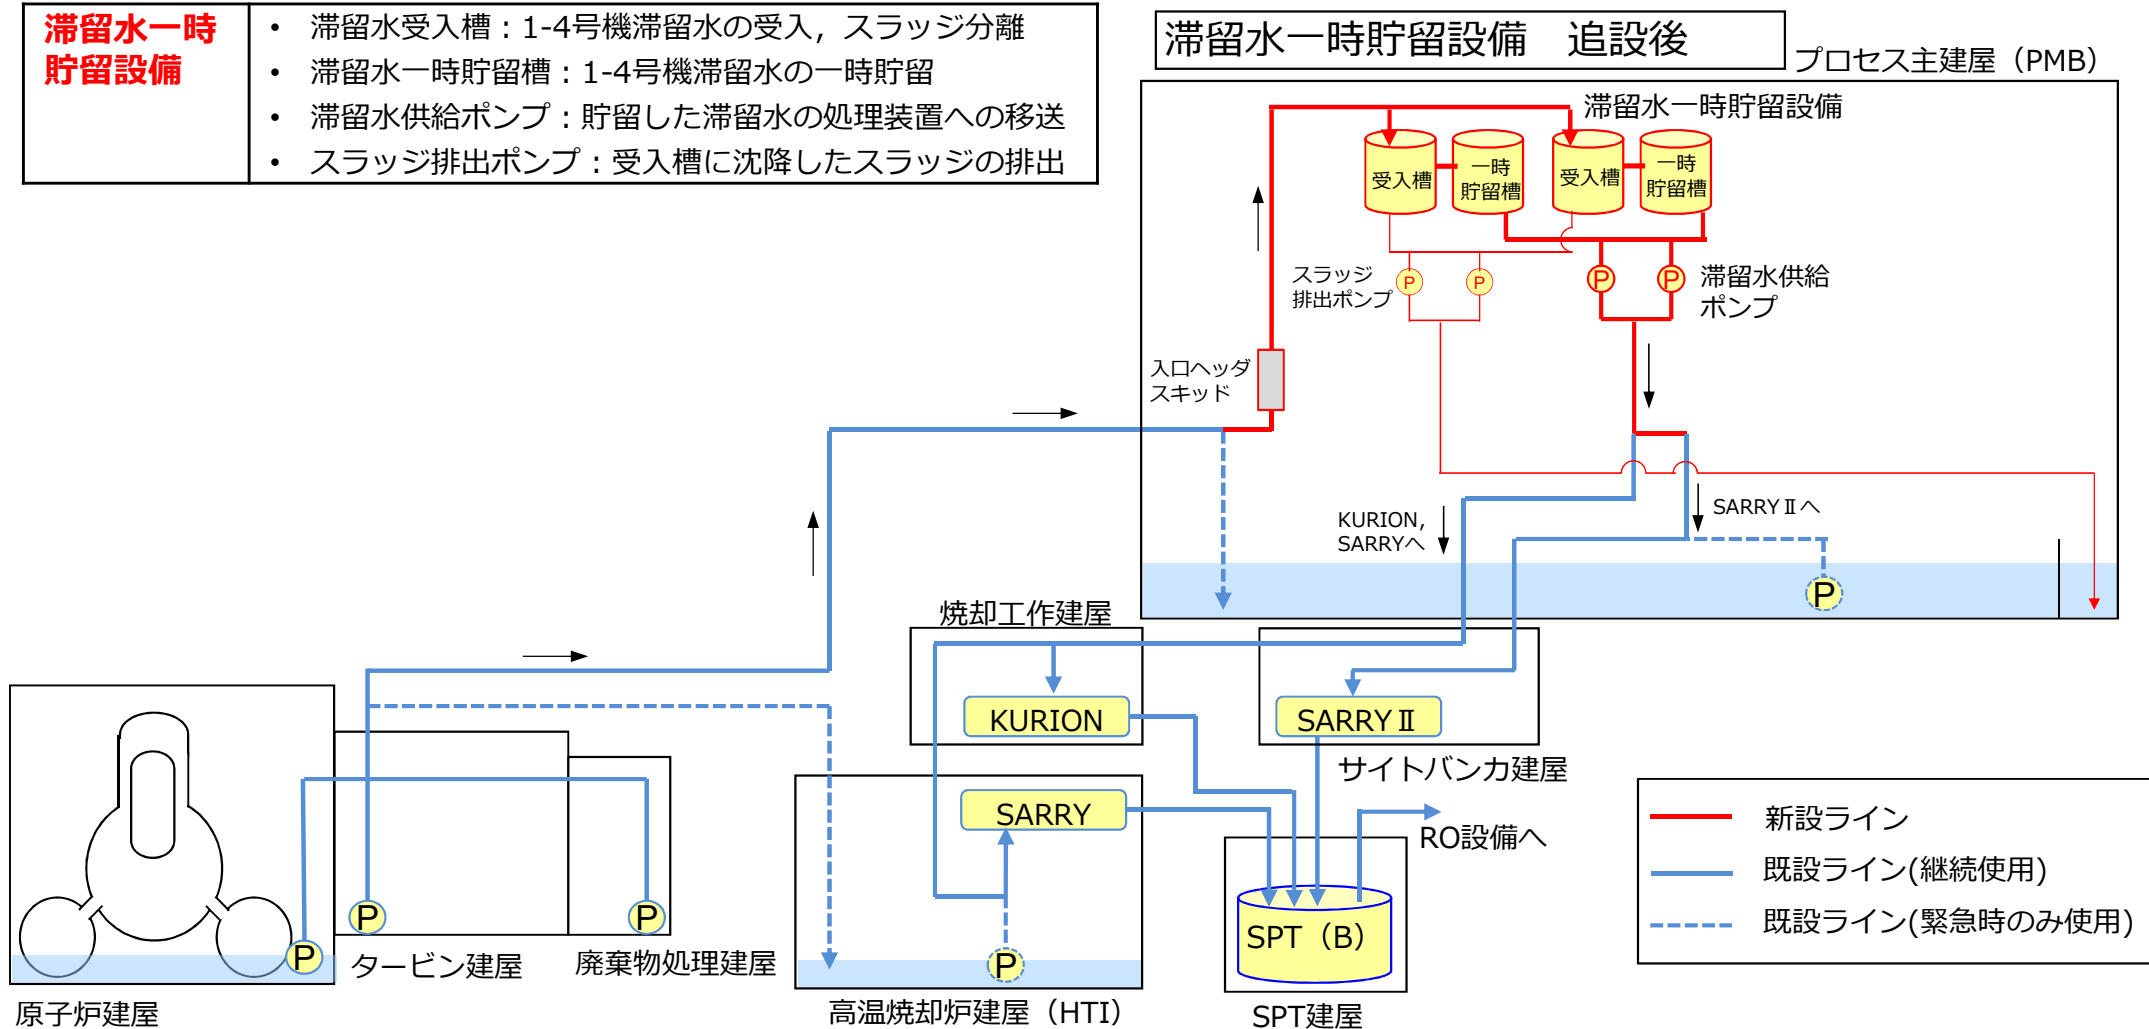 滞留水一時
貯留設備
• 滞留水受入槽：1-4号機滞留水の受入，スラッジ分離
• 滞留水一時貯留槽：1-4号機滞留水の一時貯留
• 滞留水供給ポンプ：貯留した滞留水の処理装置への移送
• スラッジ排出ポンプ：受入槽に沈降したスラッジの排出
滞留水一時貯留設備　追設後
プロセス主建屋（PMB）
滞留水一時貯留設備
受入槽
一時
貯留槽
受入槽
一時
貯留槽
スラッジ
排出ポンプ
P
P
P
P
滞留水供給
ポンプ
入口ヘッダ
スキッド
KURION,
SARRYへ
SARRYⅡへ
P
焼却工作建屋
KURION
SARRYⅡ
サイトバンカ建屋
SARRY
P
高温焼却炉建屋（HTI）
RO設備へ
SPT（B）
SPT建屋
P
P
P
タービン建屋
廃棄物処理建屋
原子炉建屋
新設ライン
既設ライン(継続使用)
既設ライン(緊急時のみ使用)